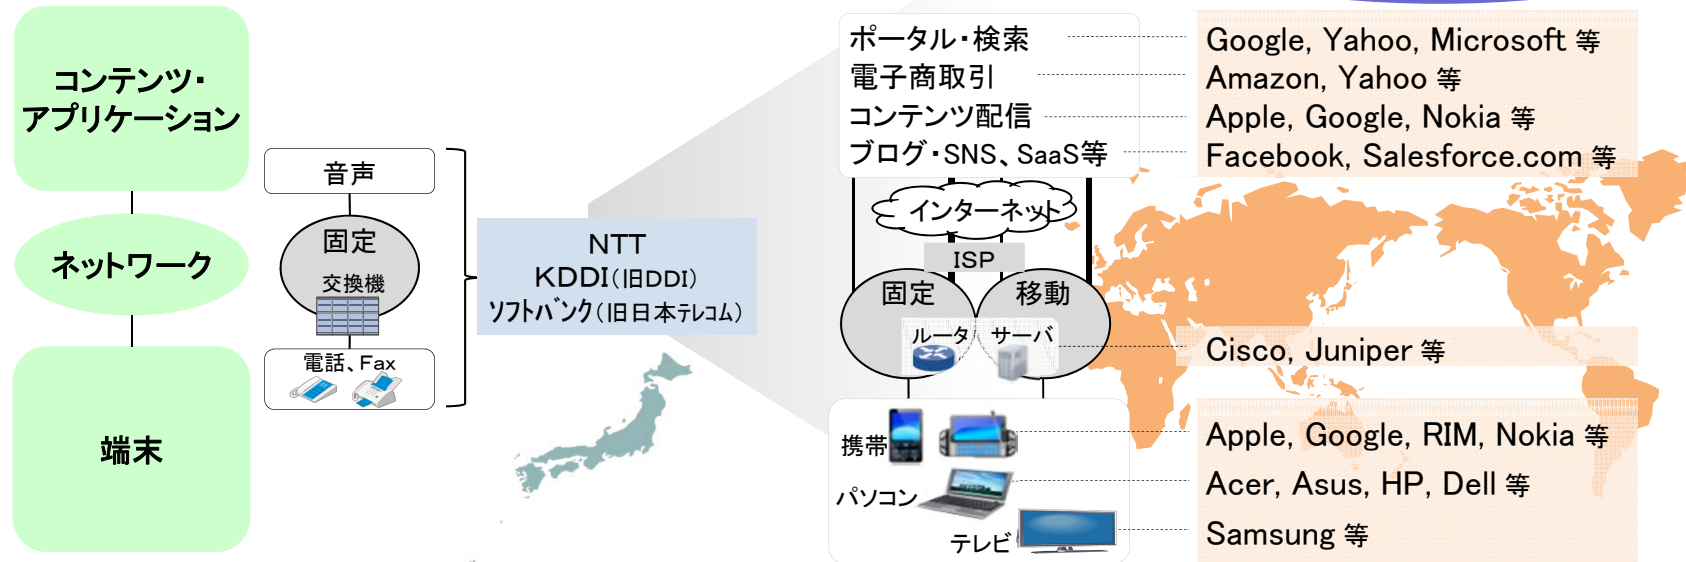 コンテンツ・
アプリケーション
ネットワーク
端末
音声
固定
交換機
電話、Fax
NTT
KDDI(旧DDI)
ソフトバンク(旧日本テレコム)
ポータル・検索
電子商取引
コンテンツ配信
ブログ・SNS、SaaS等
インターネット
ISP
固定
移動
ルータ
サーバ
携帯
パソコン
テレビ
Google, Yahoo, Microsoft 等
Amazon, Yahoo 等
Apple, Google, Nokia 等
Facebook, Salesforce.com 等
Cisco, Juniper 等
Apple, Google, RIM, Nokia 等
Acer, Asus, HP, Dell 等
Samsung 等